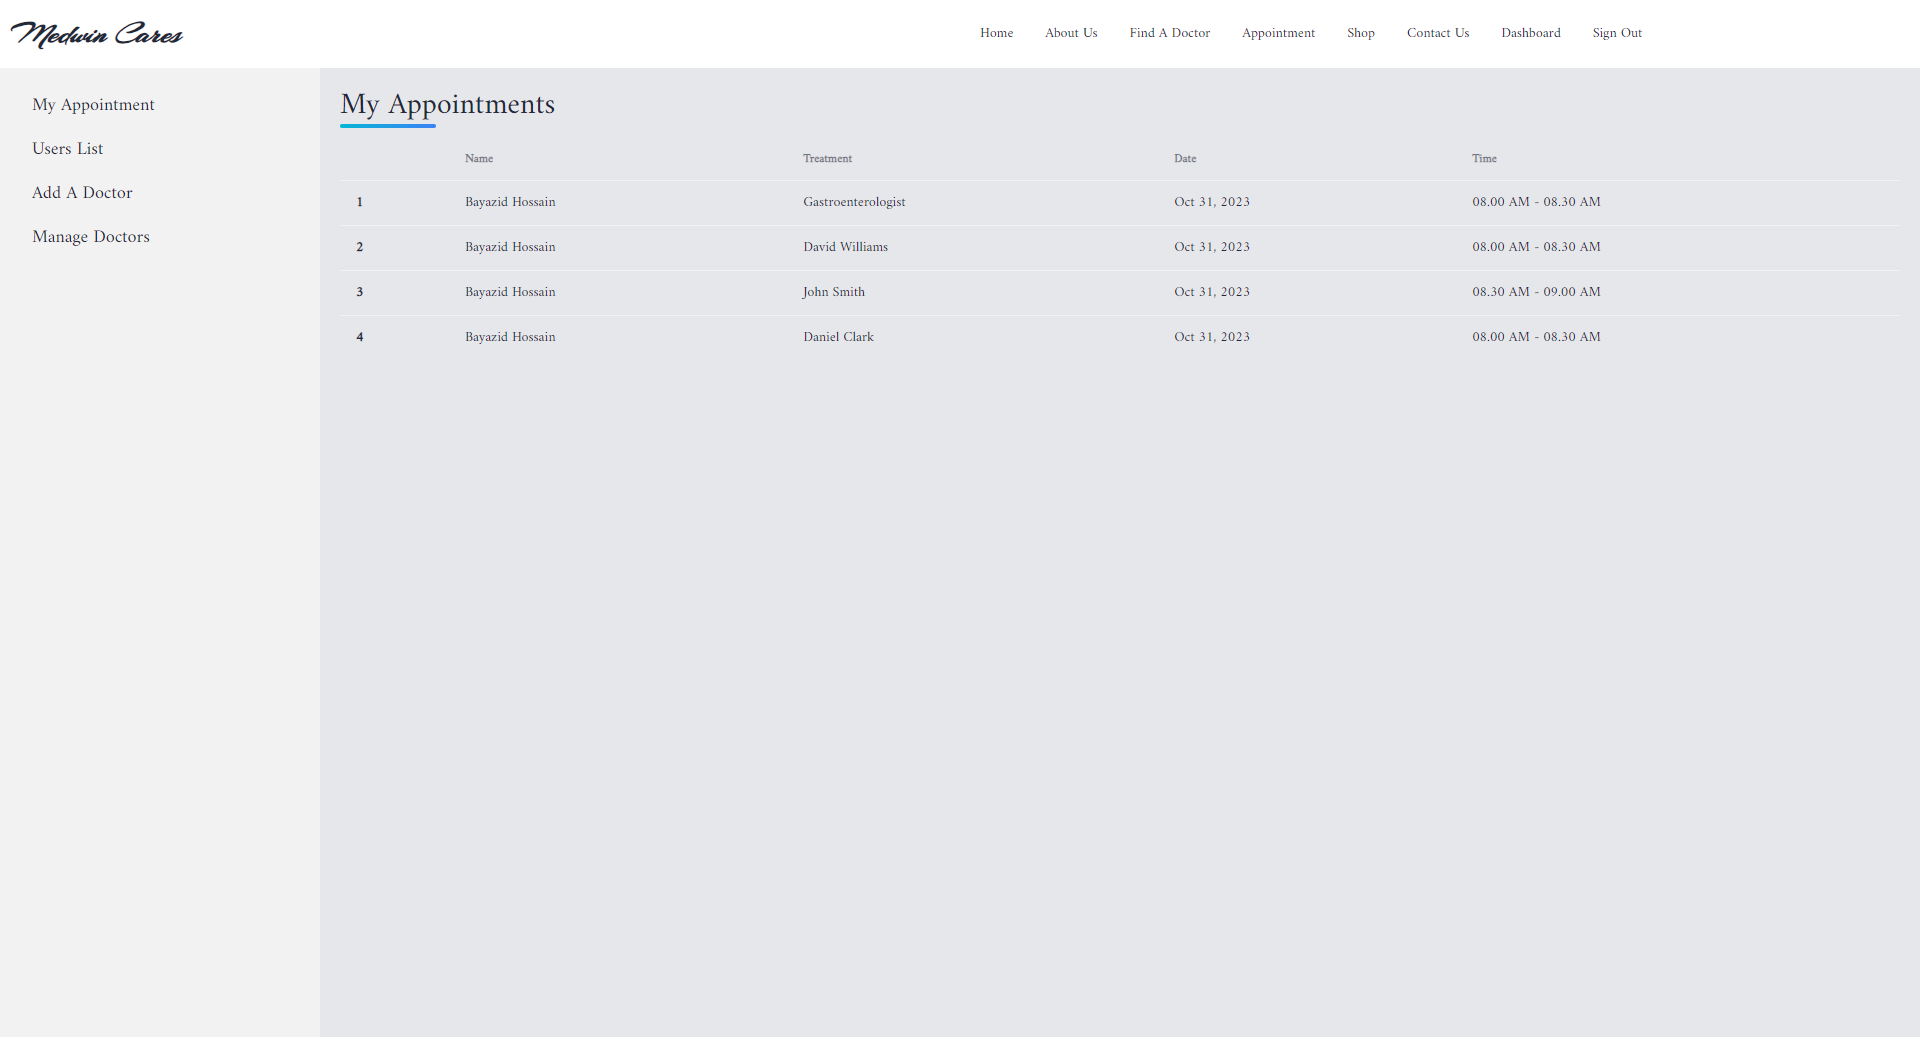 Medwin Cares
Home About Us Find A Doctor Appointment Shop Contact Us Dashboard Sign Out
My Appointment
Users List
Add A Doctor
Manage Doctors
My Appointments
Name Treatment Date Time
1 Bayazid Hossain Gastroenterologist Oct 31, 2023 08.00 AM - 08.30 AM
2 Bayazid Hossain David Williams Oct 31, 2023 08.00 AM - 08.30 AM
3 Bayazid Hossain John Smith Oct 31, 2023 08.30 AM - 09.00 AM
4 Bayazid Hossain Daniel Clark Oct 31, 2023 08.00 AM - 08.30 AM